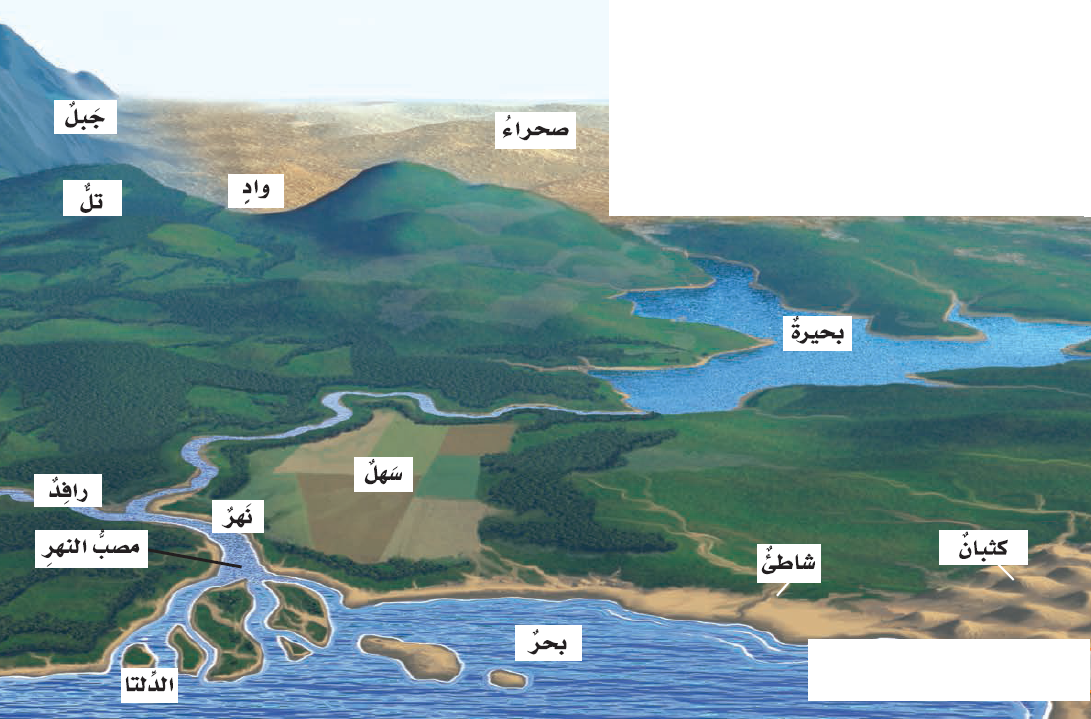 جَبلٌ
صحراءُ
تلٌّ
وادٍ
بحيرةٌ
سَهلٌ
رافِدٌ
نَهرٌ
مصبُّ النهرِ
شاطئٌ
كثبانٌ
بحرٌ
الدِّلتا